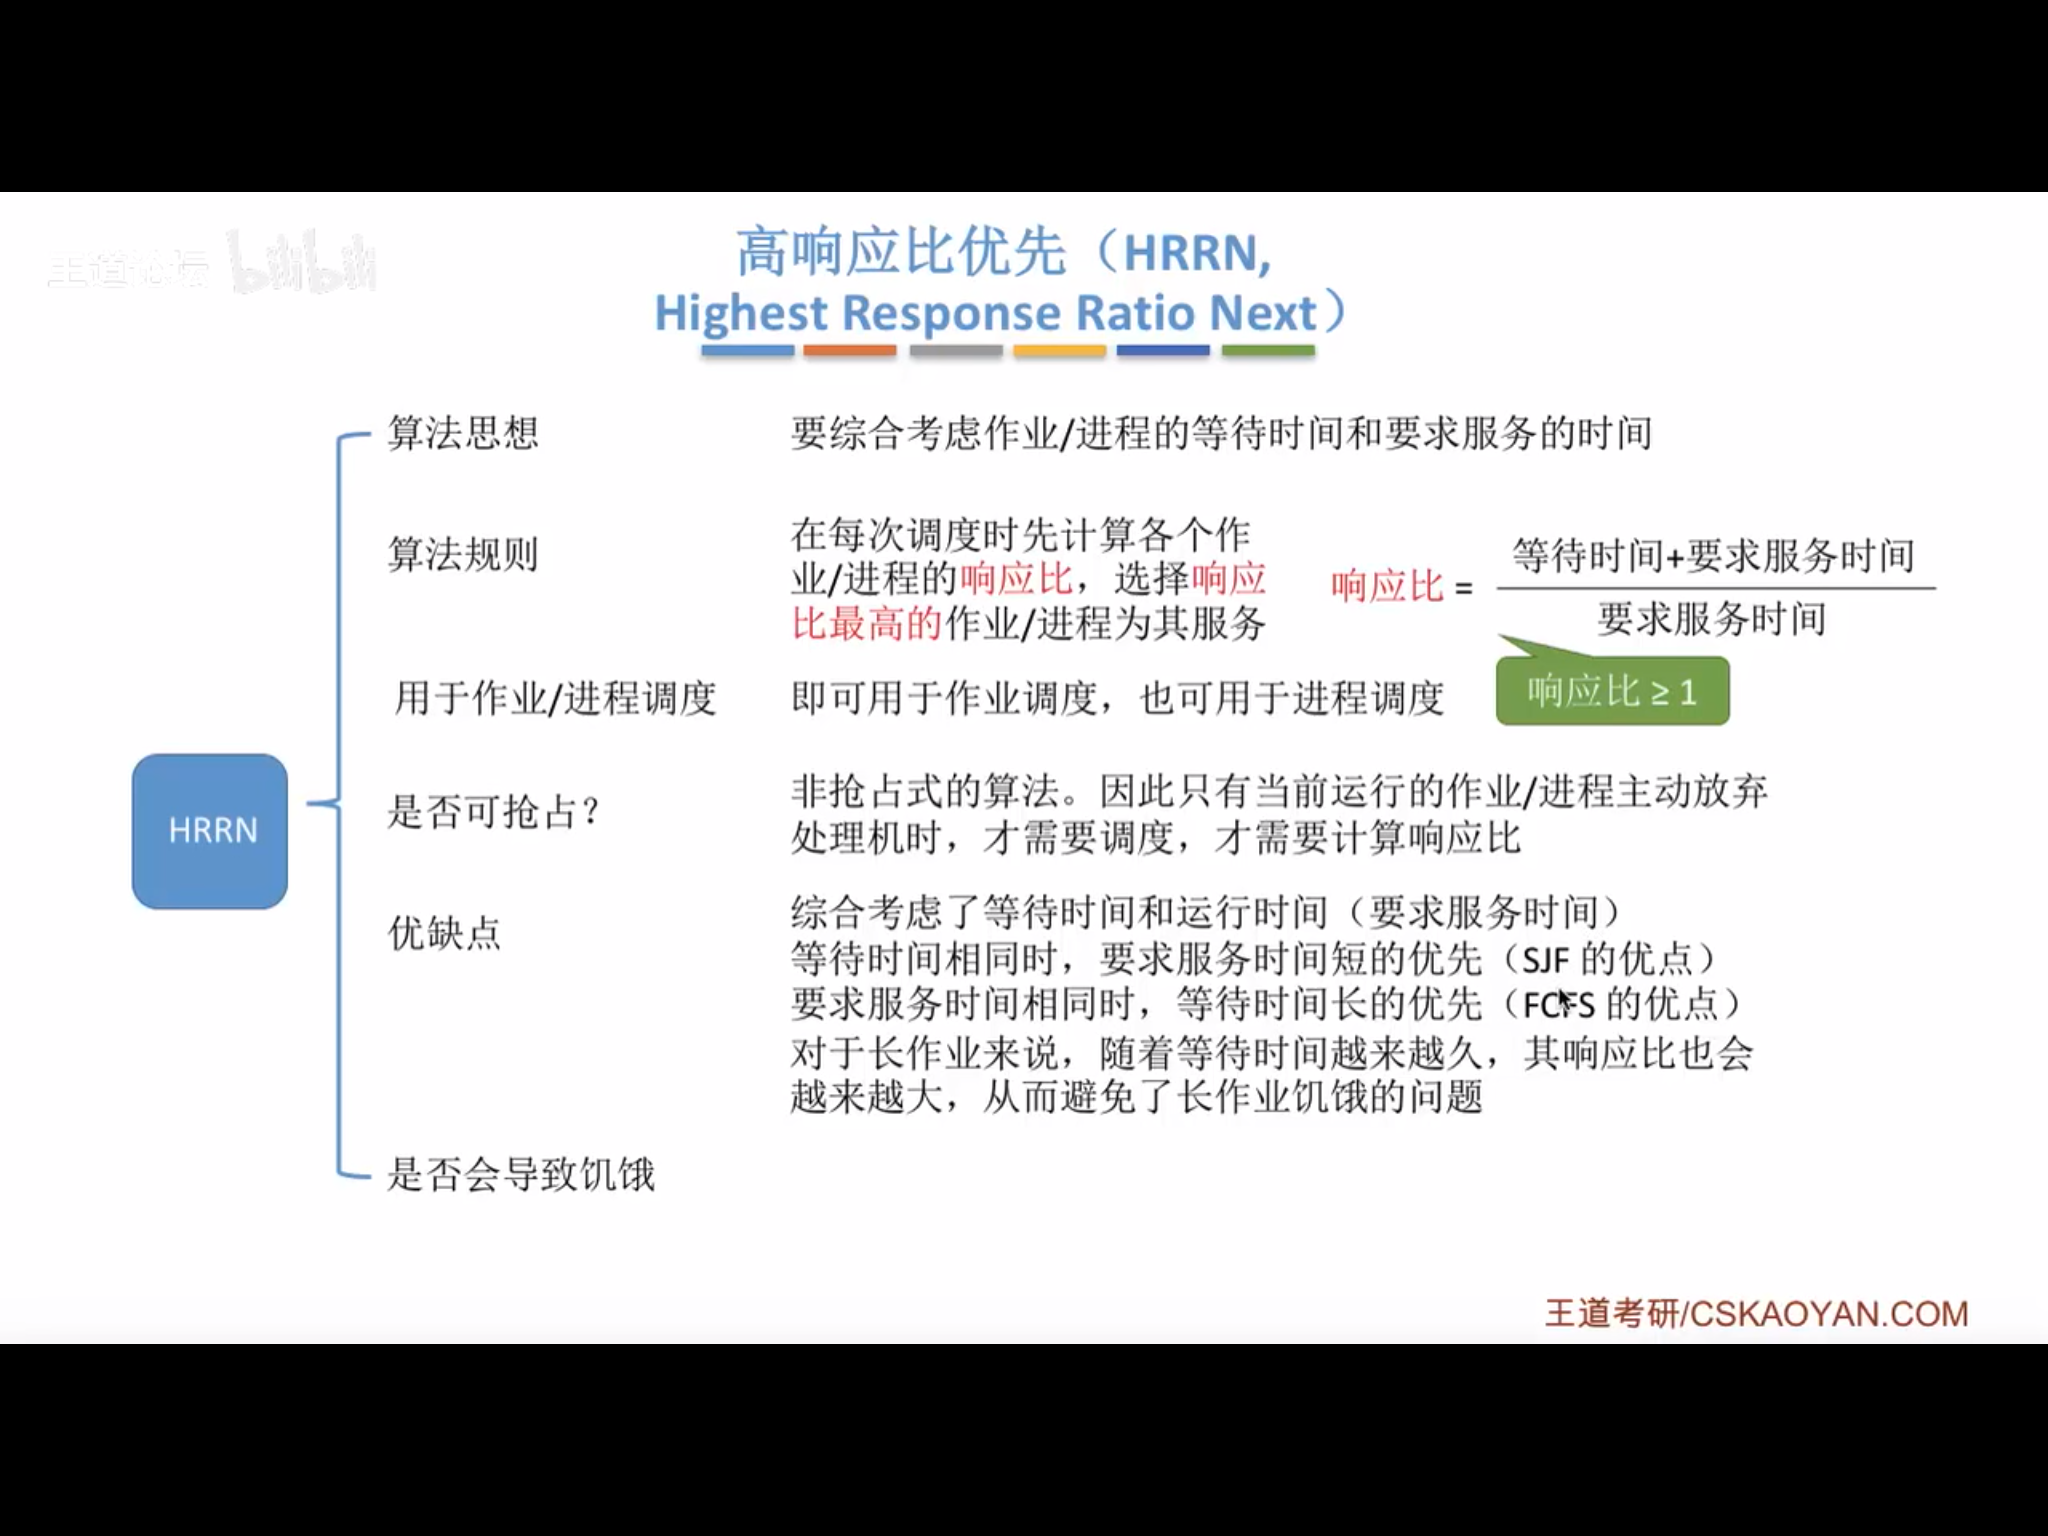 王道论坛 bilibili
高响应比优先（HRRN,
Highest Response Ratio Next）
算法思想
要综合考虑作业/进程的等待时间和要求服务的时间
算法规则
在每次调度时先计算各个作
业/进程的响应比，选择响应
比最高的作业/进程为其服务
响应比 =
等待时间+要求服务时间
要求服务时间
响应比 ≥ 1
用于作业/进程调度
即可用于作业调度，也可用于进程调度
HRRN
是否可抢占？
非抢占式的算法。因此只有当前运行的作业/进程主动放弃
处理机时，才需要调度，才需要计算响应比
优缺点
综合考虑了等待时间和运行时间（要求服务时间）
等待时间相同时，要求服务时间短的优先（SJF 的优点）
要求服务时间相同时，等待时间长的优先（FCFS 的优点）
对于长作业来说，随着等待时间越来越久，其响应比也会
越来越大，从而避免了长作业饥饿的问题
是否会导致饥饿
王道考研/CSKAOYAN.COM